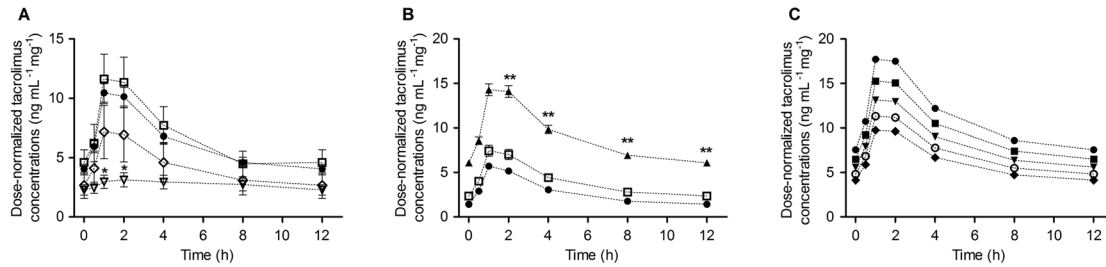 A
Dose-normalized tacrolimus
concentrations (ng mL⁻¹ mg⁻¹)
15
10
5
0
*
*
0 2 4 6 8 10 12
Time (h)
B
Dose-normalized tacrolimus
concentrations (ng mL⁻¹ mg⁻¹)
20
15
10
5
0
**
**
**
**
0 2 4 6 8 10 12
Time (h)
C
Dose-normalized tacrolimus
concentrations (ng mL⁻¹ mg⁻¹)
20
15
10
5
0
0 2 4 6 8 10 12
Time (h)